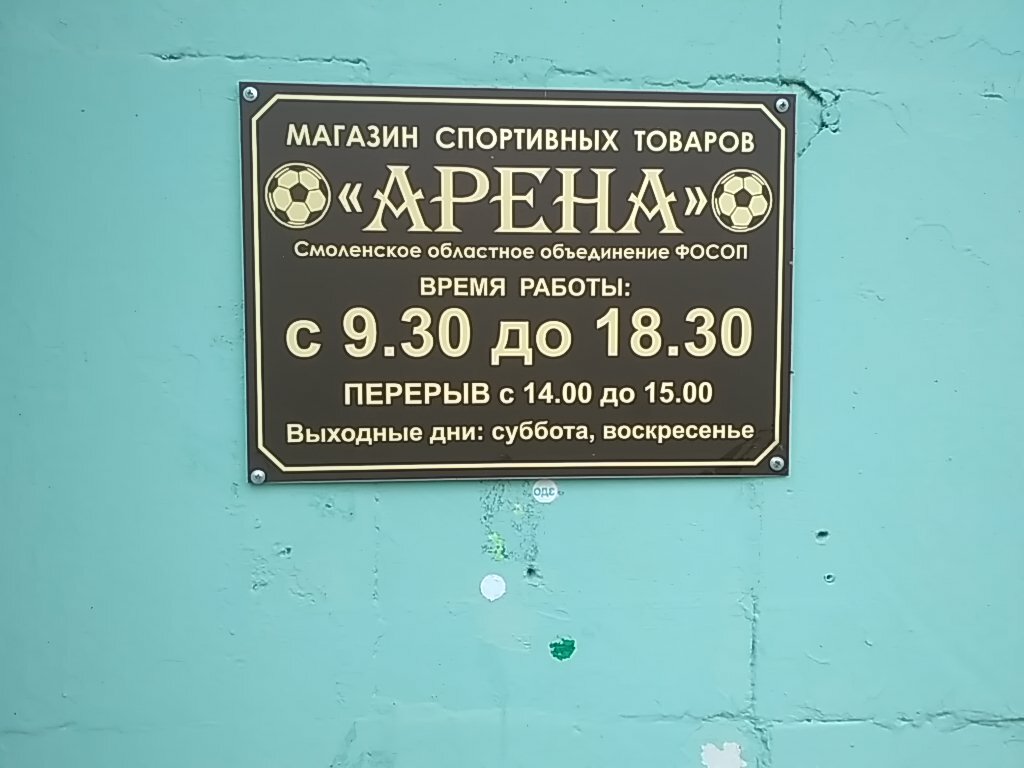 МАГАЗИН СПОРТИВНЫХ ТОВАРОВ
«АРЕНА»
Смоленское областное объединение ФОСОП
ВРЕМЯ РАБОТЫ:
с 9.30 до 18.30
ПЕРЕРЫВ с 14.00 до 15.00
Выходные дни: суббота, воскресенье